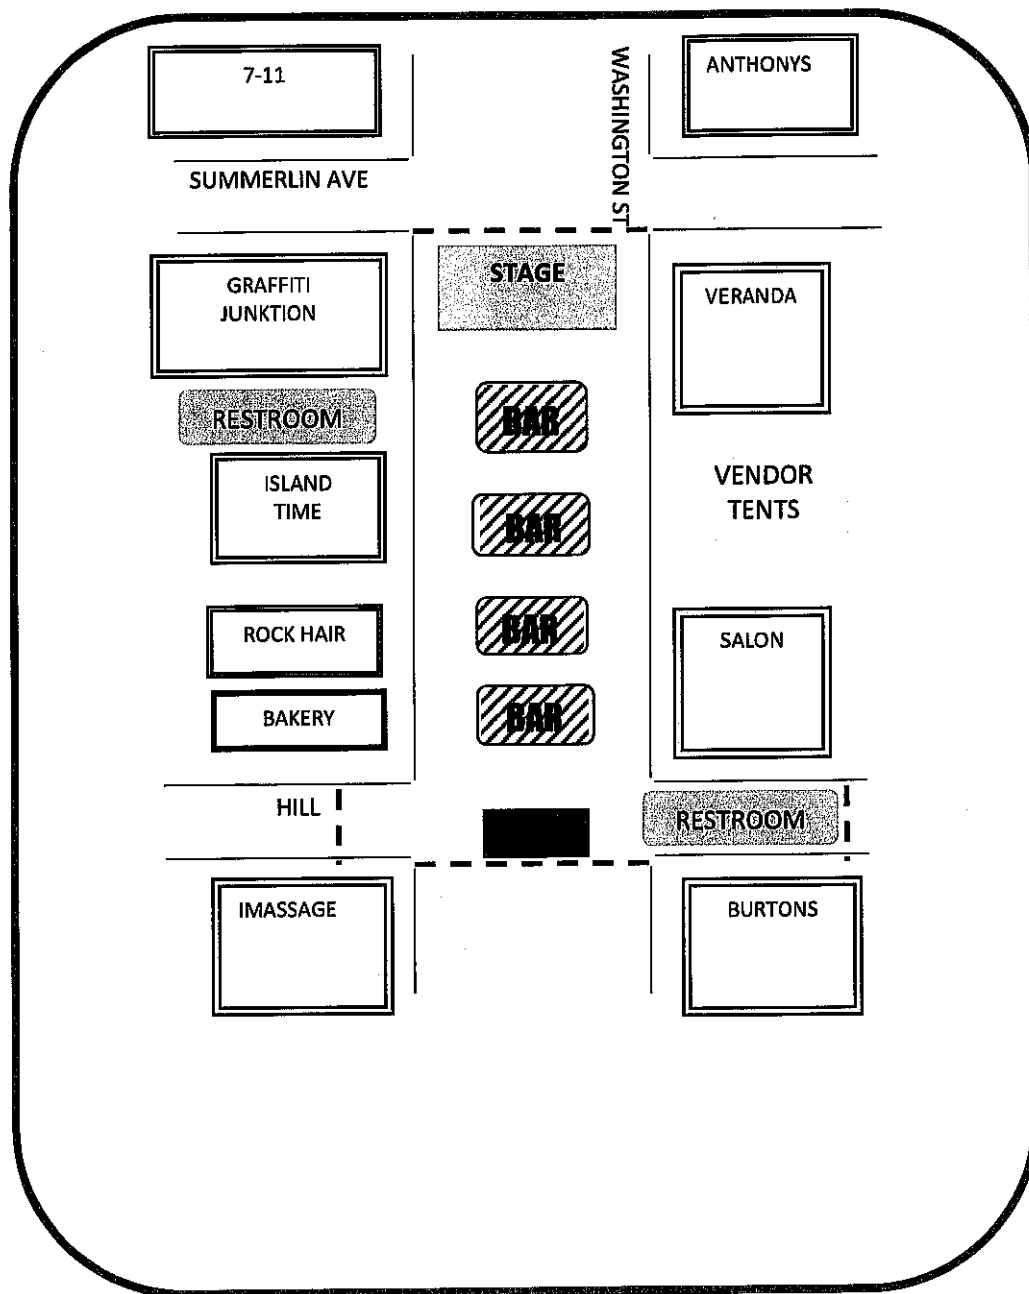 7-11
WASHINGTON ST
ANTHONYS
SUMMERLIN AVE
GRAFFITI
JUNKTION
STAGE
VERANDA
RESTROOM
BAR
ISLAND
TIME
BAR
VENDOR
TENTS
ROCK HAIR
BAR
SALON
BAKERY
BAR
HILL
RESTROOM
IMASSAGE
BURTONS